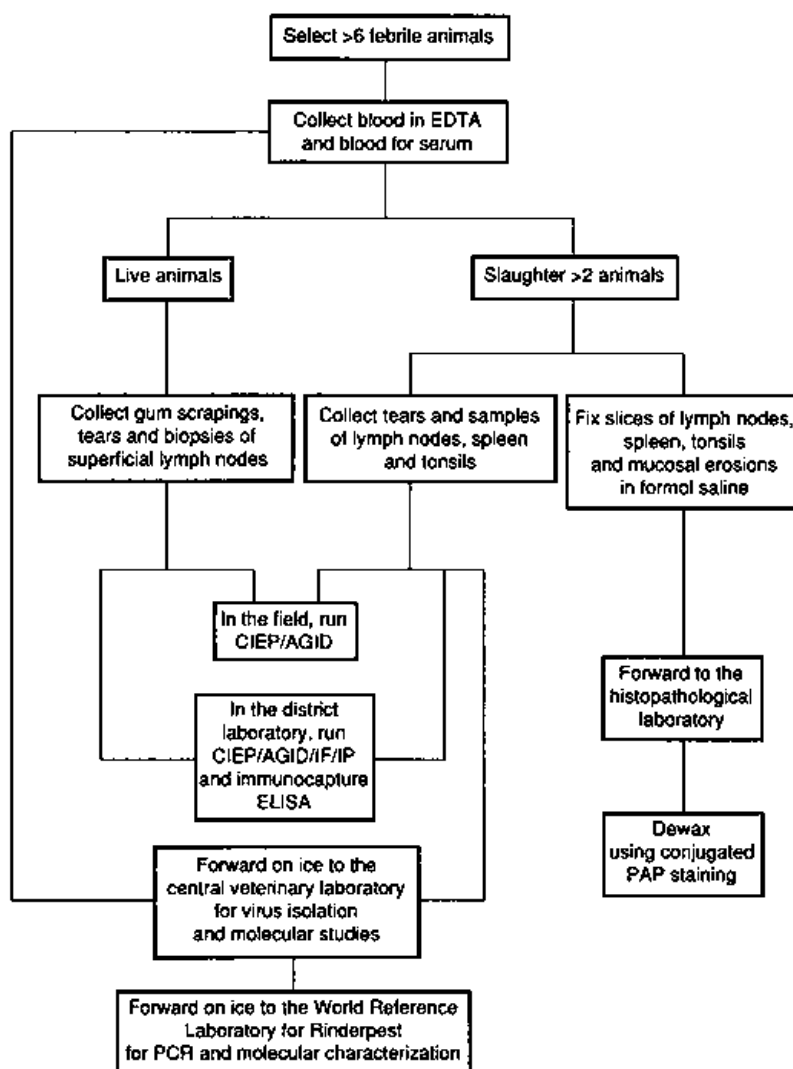 Select >6 febrite animals
Collect blood in EDTA
and blood for serum
Live animals
Slaughter >2 animals
Collect gum scrapings,
tears and biopsies of
superficial lymph nodes
Collect tears and samples
of lymph nodes, spleen
and tonsils
Fix slices of lymph nodes,
spleen, tonsils
and mucosal erosions
in formol saline
In the field, run
CIEP/AGID
In the district
laboratory, run
CIEP/AGID/IF/IP
and immunocapture
ELISA
Forward to the
histopathological
laboratory
Dewax
using conjugated
PAP staining
Forward on ice to the
central veterinary laboratory
for virus isolation
and molecular studies
Forward on ice to the World Reference
Laboratory for Rinderpest
for PCR and molecular characterization